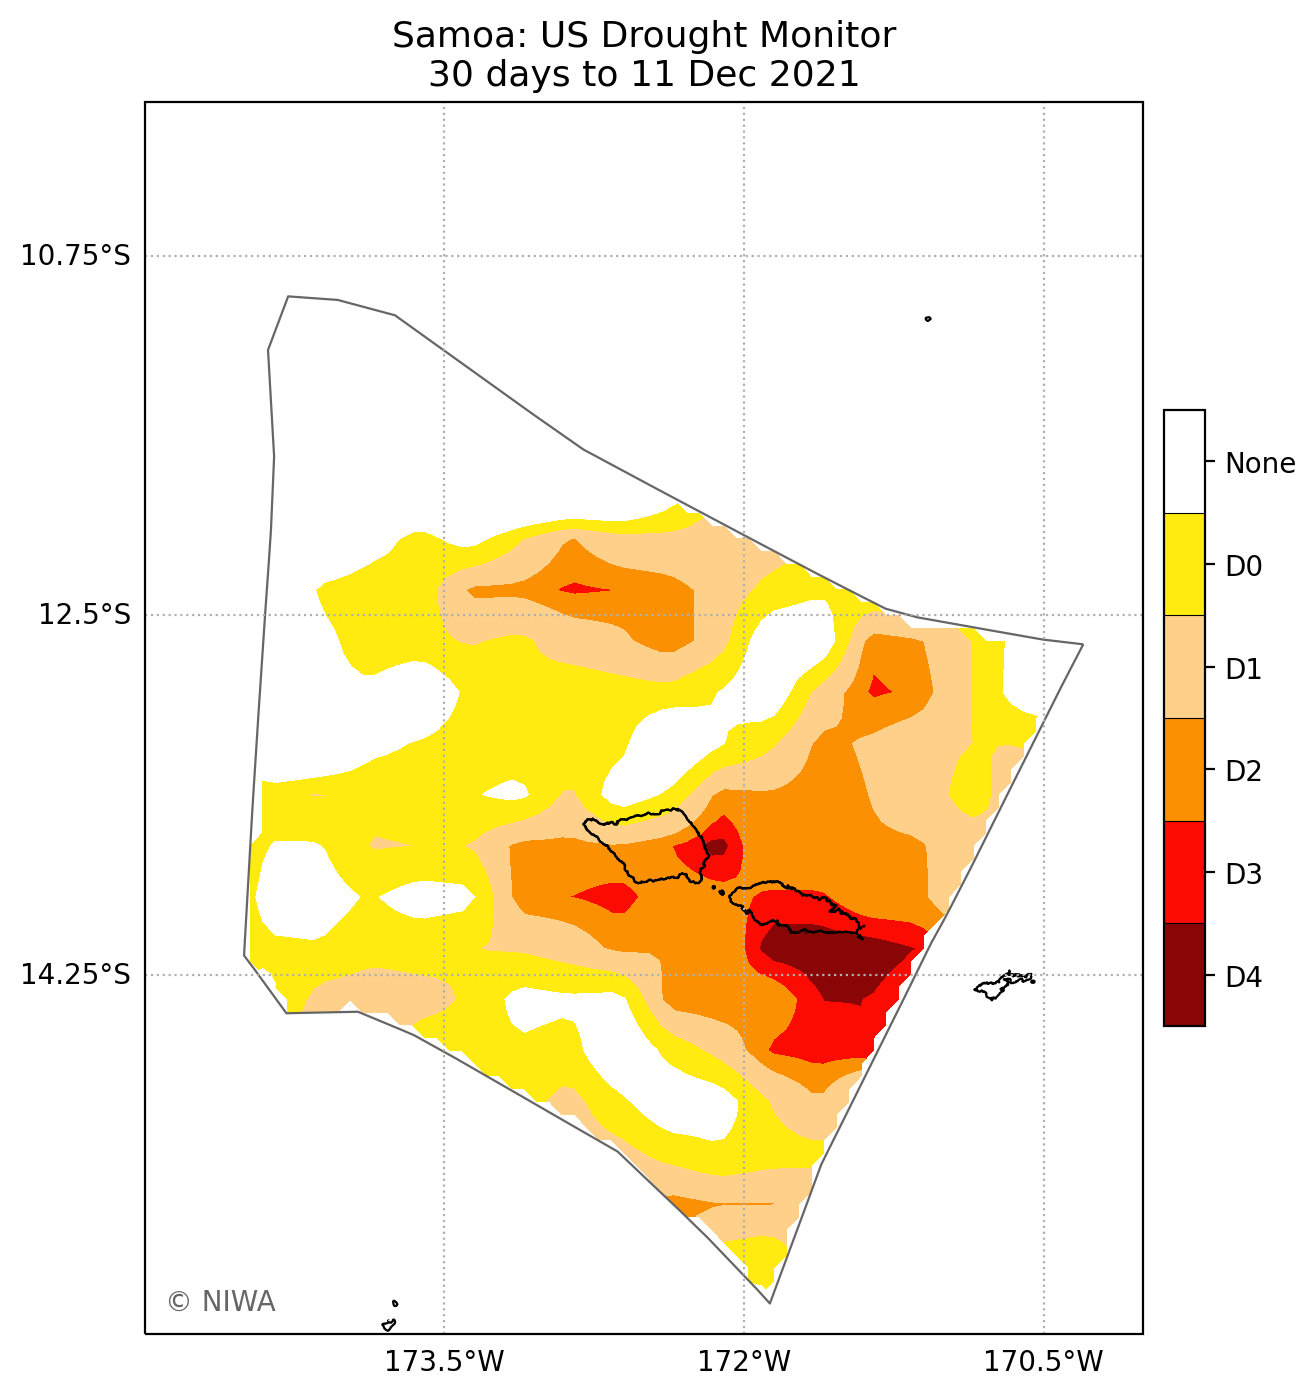 Samoa: US Drought Monitor
30 days to 11 Dec 2021
10.75°S
12.5°S
14.25°S
173.5°W
172°W
170.5°W
None
D0
D1
D2
D3
D4
© NIWA